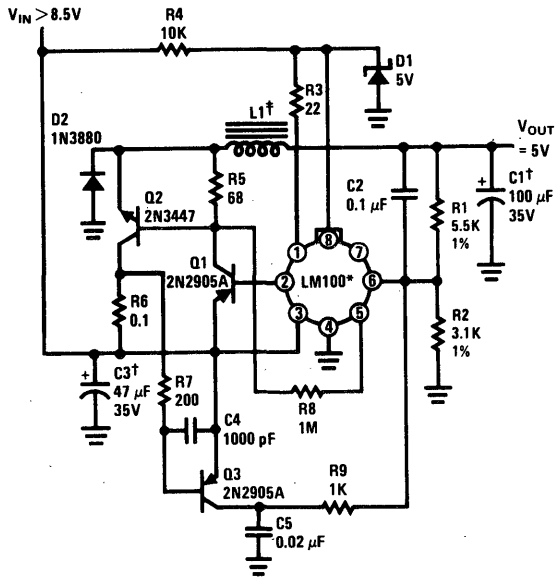 V_IN > 8.5V
R4
10K
D1
5V
R3
22
L1‡
D2
1N3880
V_OUT
= 5V
R5
68
C2
0.1 μF
C1†
100 μF
35V
Q2
2N3447
R1
5.5K
1%
1
8
7
Q1
2N2905A
2
LM100*
6
R6
0.1
3
4
5
R2
3.1K
1%
C3†
47 μF
35V
R7
200
R8
1M
C4
1000 pF
Q3
2N2905A
R9
1K
C5
0.02 μF